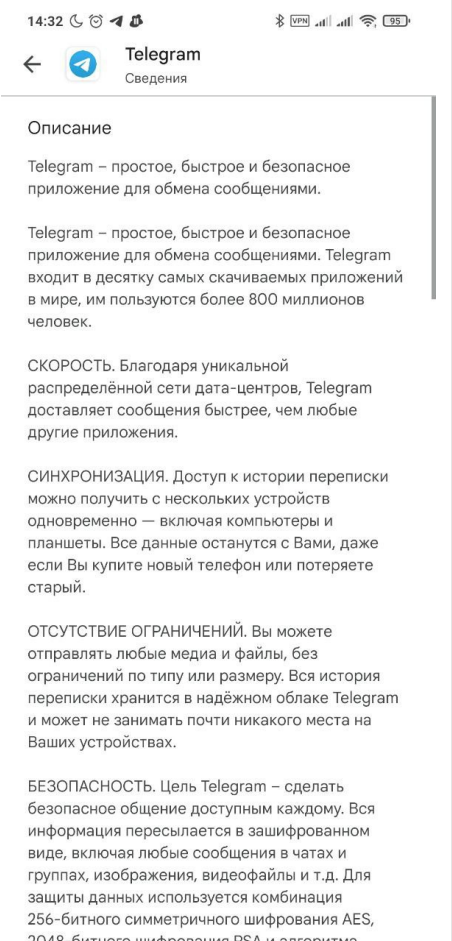 14:32
VPN
95
Telegram
Сведения
Описание
Telegram – простое, быстрое и безопасное
приложение для обмена сообщениями.
Telegram – простое, быстрое и безопасное
приложение для обмена сообщениями. Telegram
входит в десятку самых скачиваемых приложений
в мире, им пользуются более 800 миллионов
человек.
СКОРОСТЬ. Благодаря уникальной
распределённой сети дата-центров, Telegram
доставляет сообщения быстрее, чем любые
другие приложения.
СИНХРОНИЗАЦИЯ. Доступ к истории переписки
можно получить с нескольких устройств
одновременно — включая компьютеры и
планшеты. Все данные останутся с Вами, даже
если Вы купите новый телефон или потеряете
старый.
ОТСУТСТВИЕ ОГРАНИЧЕНИЙ. Вы можете
отправлять любые медиа и файлы, без
ограничений по типу или размеру. Вся история
переписки хранится в надёжном облаке Telegram
и может не занимать почти никакого места на
Ваших устройствах.
БЕЗОПАСНОСТЬ. Цель Telegram – сделать
безопасное общение доступным каждому. Вся
информация пересылается в зашифрованном
виде, включая любые сообщения в чатах и
группах, изображения, видеофайлы и т.д. Для
защиты данных используется комбинация
256-битного симметричного шифрования AES,
2048-битного шифрования RSA и алгоритма